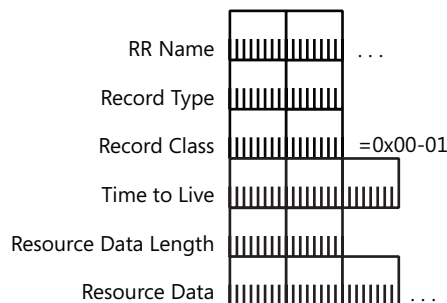 RR Name ...
Record Type
Record Class =0x00-01
Time to Live
Resource Data Length
Resource Data ...